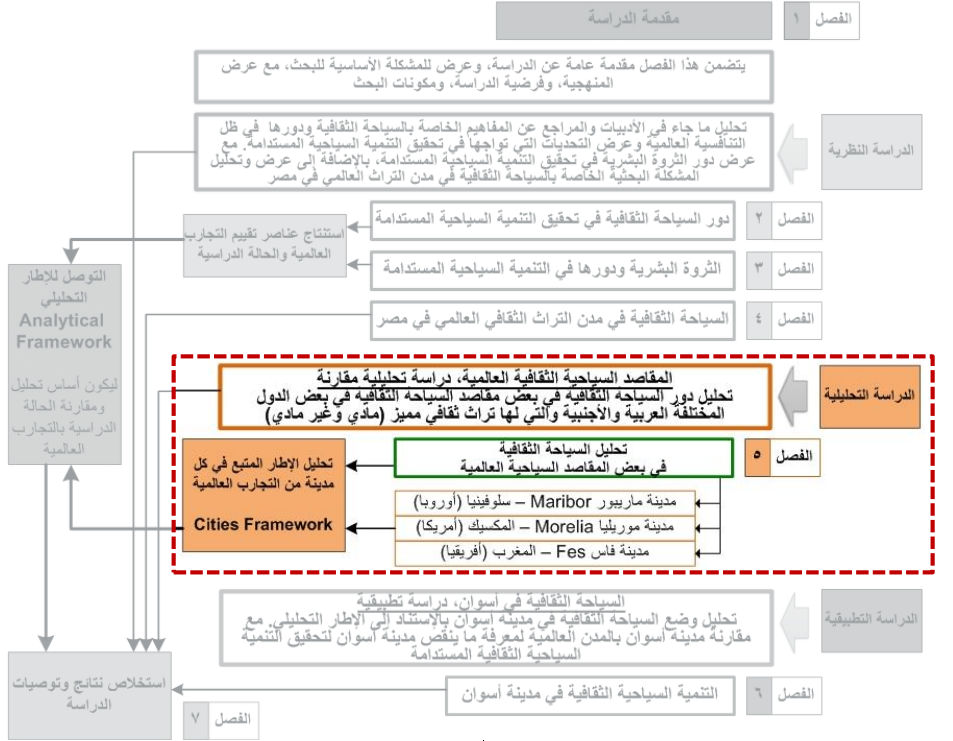 الفصل ١ مقدمة الدراسة
يتضمن هذا الفصل مقدمة عامة عن الدراسة، وعرض للمشكلة الأساسية للبحث، مع عرض
المنهجية، وفرضية الدراسة، ومكونات البحث
الدراسة النظرية
تحليل ما جاء في الأدبيات والمراجع عن المفاهيم الخاصة بالسياحة الثقافية ودورها في ظل
التنافسية العالمية وعرض التحديات التي تواجها في تحقيق التنمية السياحية المستدامة. مع
عرض دور الثروة البشرية في تحقيق التنمية السياحية المستدامة، بالإضافة إلى عرض وتحليل
المشكلة البحثية الخاصة بالسياحة الثقافية في مدن التراث العالمي في مصر
الفصل ٢ دور السياحة الثقافية في تحقيق التنمية السياحية المستدامة
الفصل ٣ الثروة البشرية ودورها في التنمية السياحية المستدامة
استنتاج عناصر تقييم التجارب
العالمية والحالة الدراسية
الفصل ٤ السياحة الثقافية في مدن التراث الثقافي العالمي في مصر
التوصل للإطار
التحليلي
Analytical
Framework
ليكون أساس تحليل
ومقارنة الحالة
الدراسية بالتجارب
العالمية
الدراسة التحليلية
المقاصد السياحية الثقافية العالمية، دراسة تحليلية مقارنة
تحليل دور السياحة الثقافية في بعض مقاصد السياحة الثقافية في بعض الدول
المختلفة العربية والأجنبية والتي لها تراث ثقافي مميز (مادي وغير مادي)
الفصل ٥
تحليل السياحة الثقافية
في بعض المقاصد السياحية العالمية
مدينة ماريبور Maribor – سلوفينيا (أوروبا)
مدينة موريليا Morelia – المكسيك (أمريكا)
مدينة فاس Fes – المغرب (أفريقيا)
تحليل الإطار المتبع في كل
مدينة من التجارب العالمية
Cities Framework
الدراسة التطبيقية
السياحة الثقافية في أسوان، دراسة تطبيقية
تحليل وضع السياحة الثقافية في مدينة أسوان بالإستناد إلى الإطار التحليلي. مع
مقارنة مدينة أسوان بالمدن العالمية لمعرفة ما ينقص مدينة أسوان لتحقيق التنمية
السياحية الثقافية المستدامة
الفصل ٦ التنمية السياحية الثقافية في مدينة أسوان
استخلاص نتائج وتوصيات
الدراسة
الفصل ٧